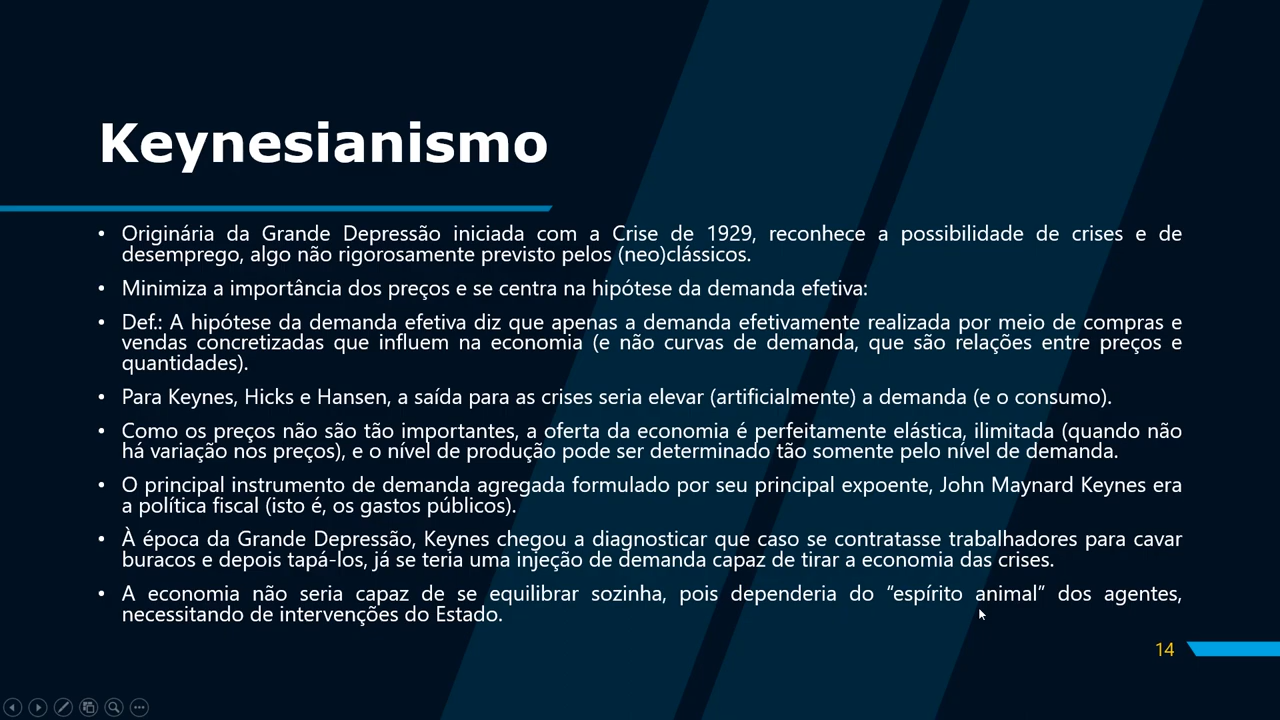 Keynesianismo
• Originária da Grande Depressão iniciada com a Crise de 1929, reconhece a possibilidade de crises e de
desemprego, algo não rigorosamente previsto pelos (neo)clássicos.
• Minimiza a importância dos preços e se centra na hipótese da demanda efetiva:
• Def.: A hipótese da demanda efetiva diz que apenas a demanda efetivamente realizada por meio de compras e
vendas concretizadas que influem na economia (e não curvas de demanda, que são relações entre preços e
quantidades).
• Para Keynes, Hicks e Hansen, a saída para as crises seria elevar (artificialmente) a demanda (e o consumo).
• Como os preços não são tão importantes, a oferta da economia é perfeitamente elástica, ilimitada (quando não
há variação nos preços), e o nível de produção pode ser determinado tão somente pelo nível de demanda.
• O principal instrumento de demanda agregada formulado por seu principal expoente, John Maynard Keynes era
a política fiscal (isto é, os gastos públicos).
• À época da Grande Depressão, Keynes chegou a diagnosticar que caso se contratasse trabalhadores para cavar
buracos e depois tapá-los, já se teria uma injeção de demanda capaz de tirar a economia das crises.
• A economia não seria capaz de se equilibrar sozinha, pois dependeria do “espírito animal” dos agentes,
necessitando de intervenções do Estado.
14